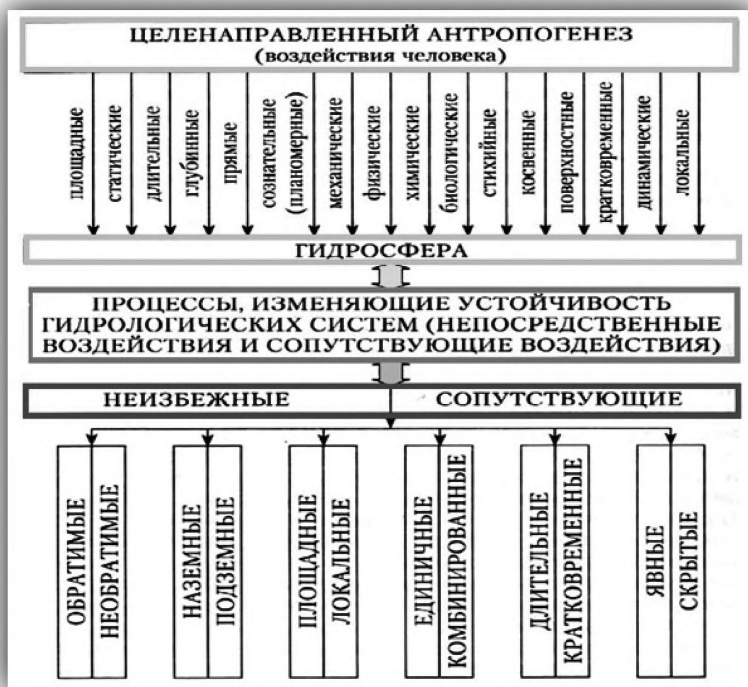 ЦЕЛЕНАПРАВЛЕННЫЙ АНТРОПОГЕНЕЗ
(воздействия человека)
площадные
статические
длительные
глубинные
прямые
сознательные
(планомерные)
механические
физические
химические
биологические
стихийные
косвенные
поверхностные
кратковременные
динамические
локальные
ГИДРОСФЕРА
ПРОЦЕССЫ, ИЗМЕНЯЮЩИЕ УСТОЙЧИВОСТЬ
ГИДРОЛОГИЧЕСКИХ СИСТЕМ (НЕПОСРЕДСТВЕННЫЕ
ВОЗДЕЙСТВИЯ И СОПУТСТВУЮЩИЕ ВОЗДЕЙСТВИЯ)
НЕИЗБЕЖНЫЕ
СОПУТСТВУЮЩИЕ
ОБРАТИМЫЕ
НЕОБРАТИМЫЕ
НАЗЕМНЫЕ
ПОДЗЕМНЫЕ
ПЛОЩАДНЫЕ
ЛОКАЛЬНЫЕ
ЕДИНИЧНЫЕ
КОМБИНИРОВАННЫЕ
ДЛИТЕЛЬНЫЕ
КРАТКОВРЕМЕННЫЕ
ЯВНЫЕ
СКРЫТЫЕ